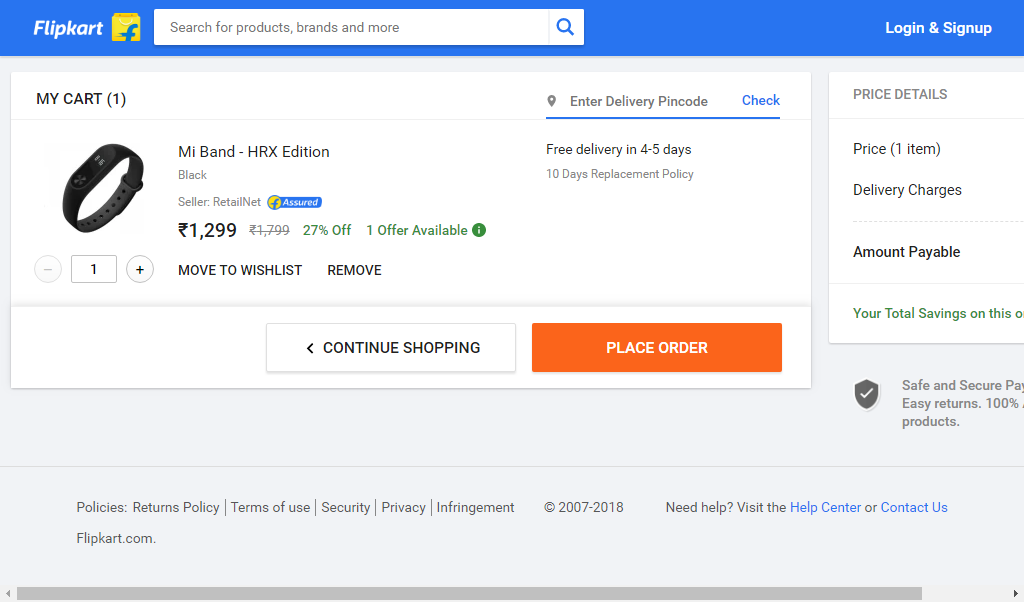 Flipkart
Search for products, brands and more
Login & Signup
MY CART (1)
Enter Delivery Pincode
Check
Mi Band - HRX Edition
Black
Seller: RetailNet
Assured
₹1,299 ₹1,799 27% Off 1 Offer Available
− 1 +
MOVE TO WISHLIST REMOVE
Free delivery in 4-5 days
10 Days Replacement Policy
CONTINUE SHOPPING
PLACE ORDER
PRICE DETAILS
Price (1 item)
Delivery Charges
Amount Payable
Your Total Savings on this o
Safe and Secure Pay
Easy returns. 100%
products.
Policies: Returns Policy | Terms of use | Security | Privacy | Infringement © 2007-2018 Need help? Visit the Help Center or Contact Us
Flipkart.com.